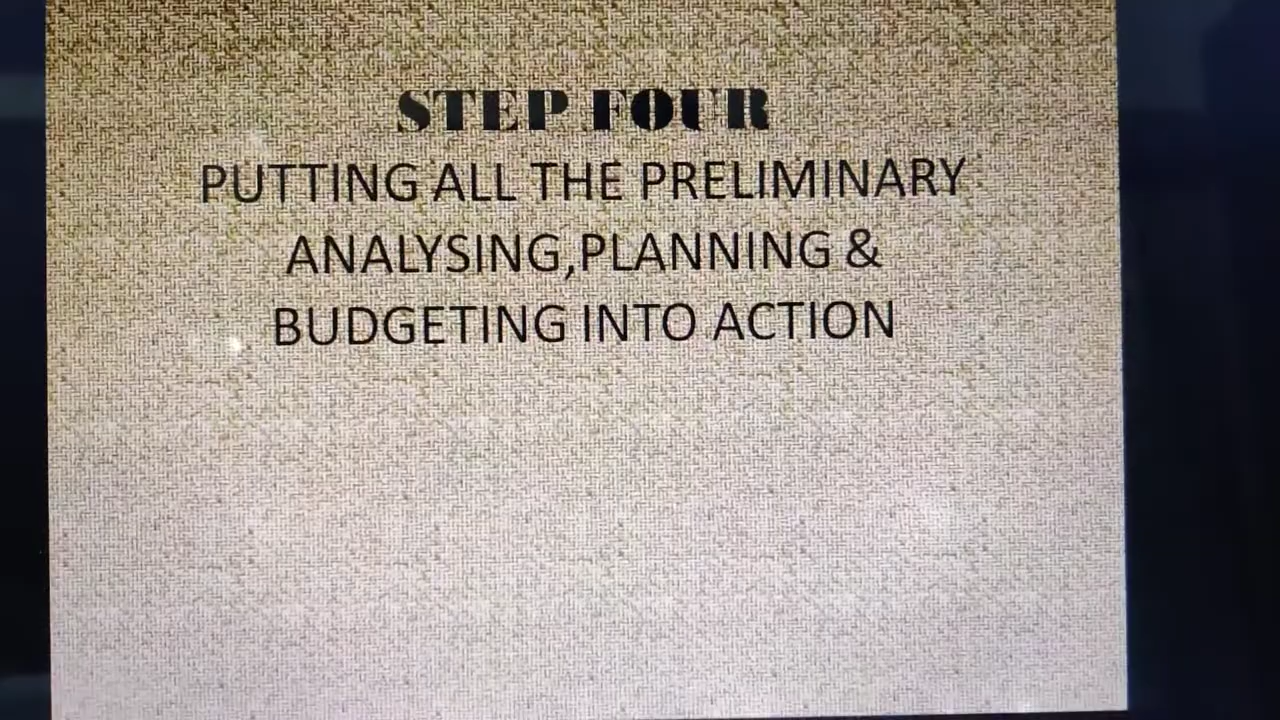 STEP FOUR
PUTTING ALL THE PRELIMINARY
ANALYSING,PLANNING &
BUDGETING INTO ACTION